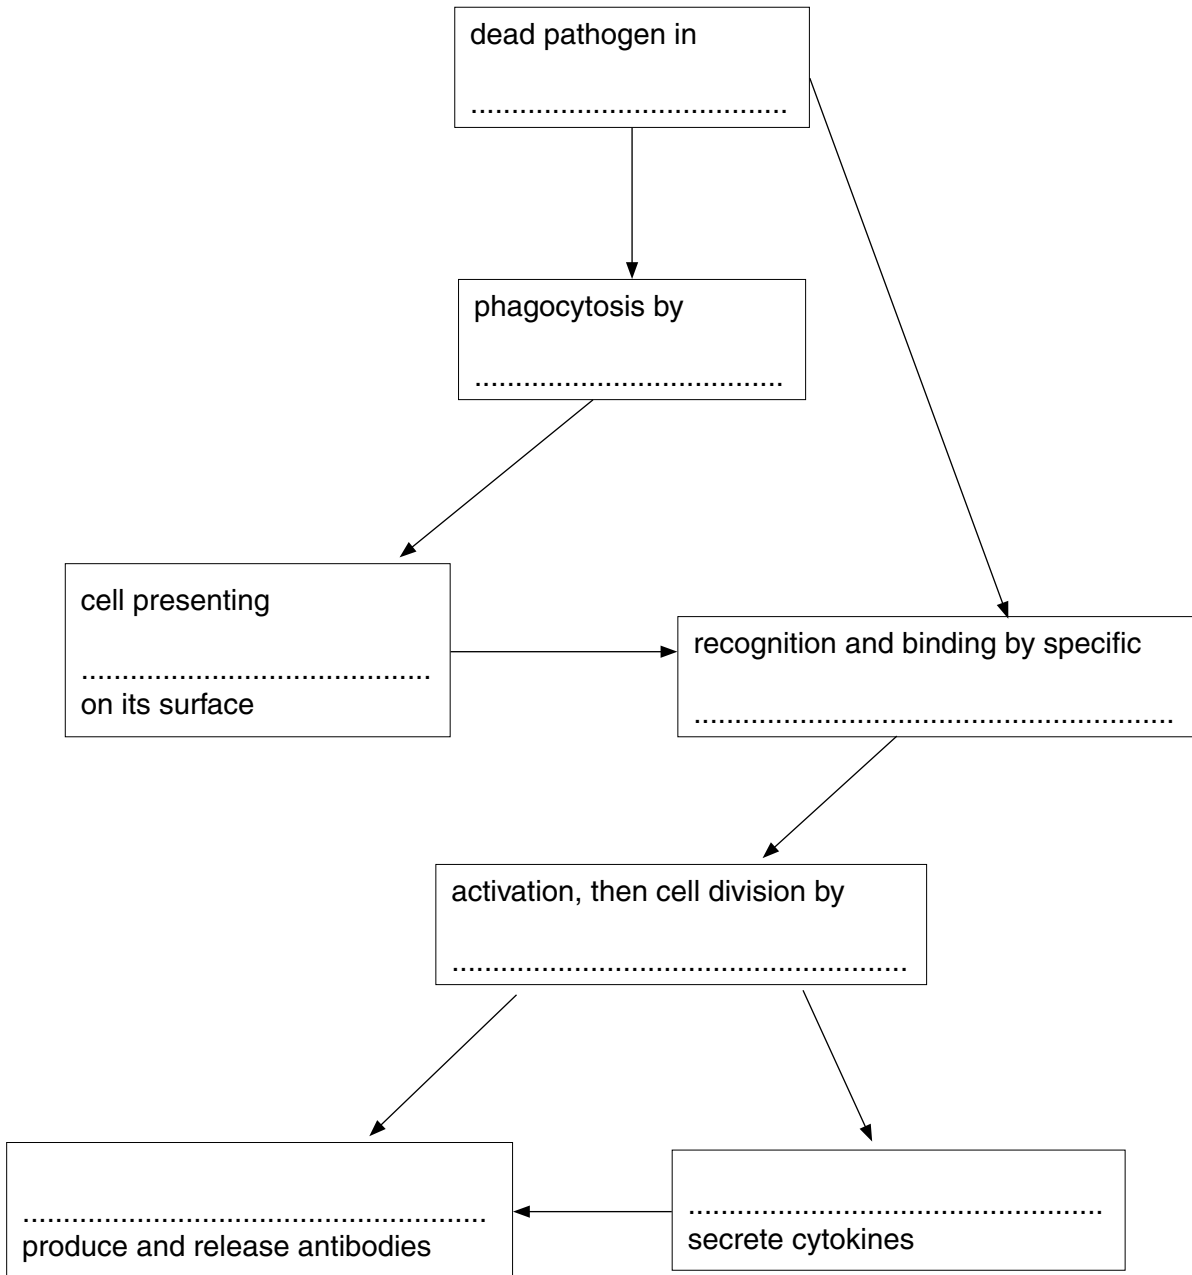 dead pathogen in
......................................
phagocytosis by
.....................................
cell presenting
..........................................
on its surface
recognition and binding by specific
..........................................................
activation, then cell division by
.......................................................
........................................................
produce and release antibodies
..................................................
secrete cytokines